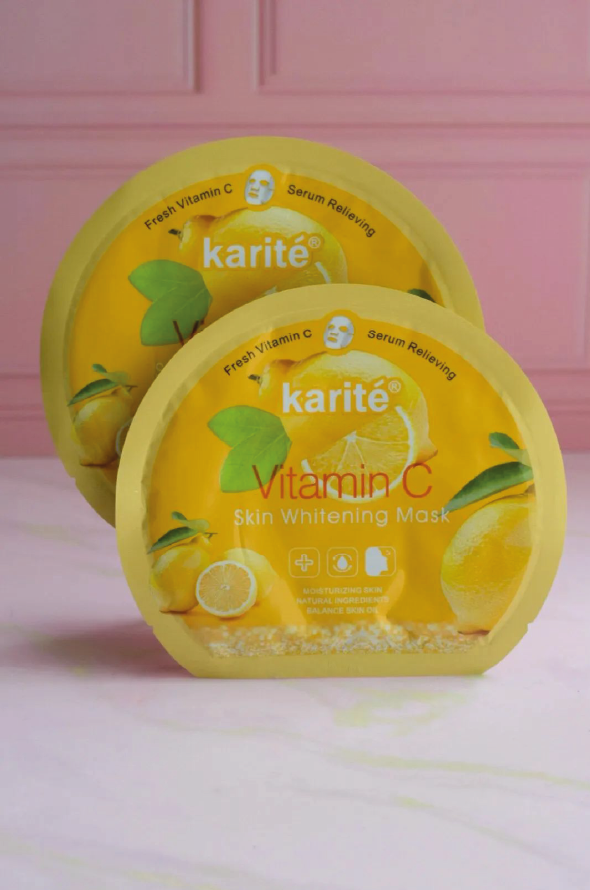 Fresh Vitamin C Serum Relieving
karité®
Fresh Vitamin C Serum Relieving
karité®
Vitamin C
Skin Whitening Mask
MOISTURIZING SKIN
NATURAL INGREDIENTS
BALANCE SKIN OIL